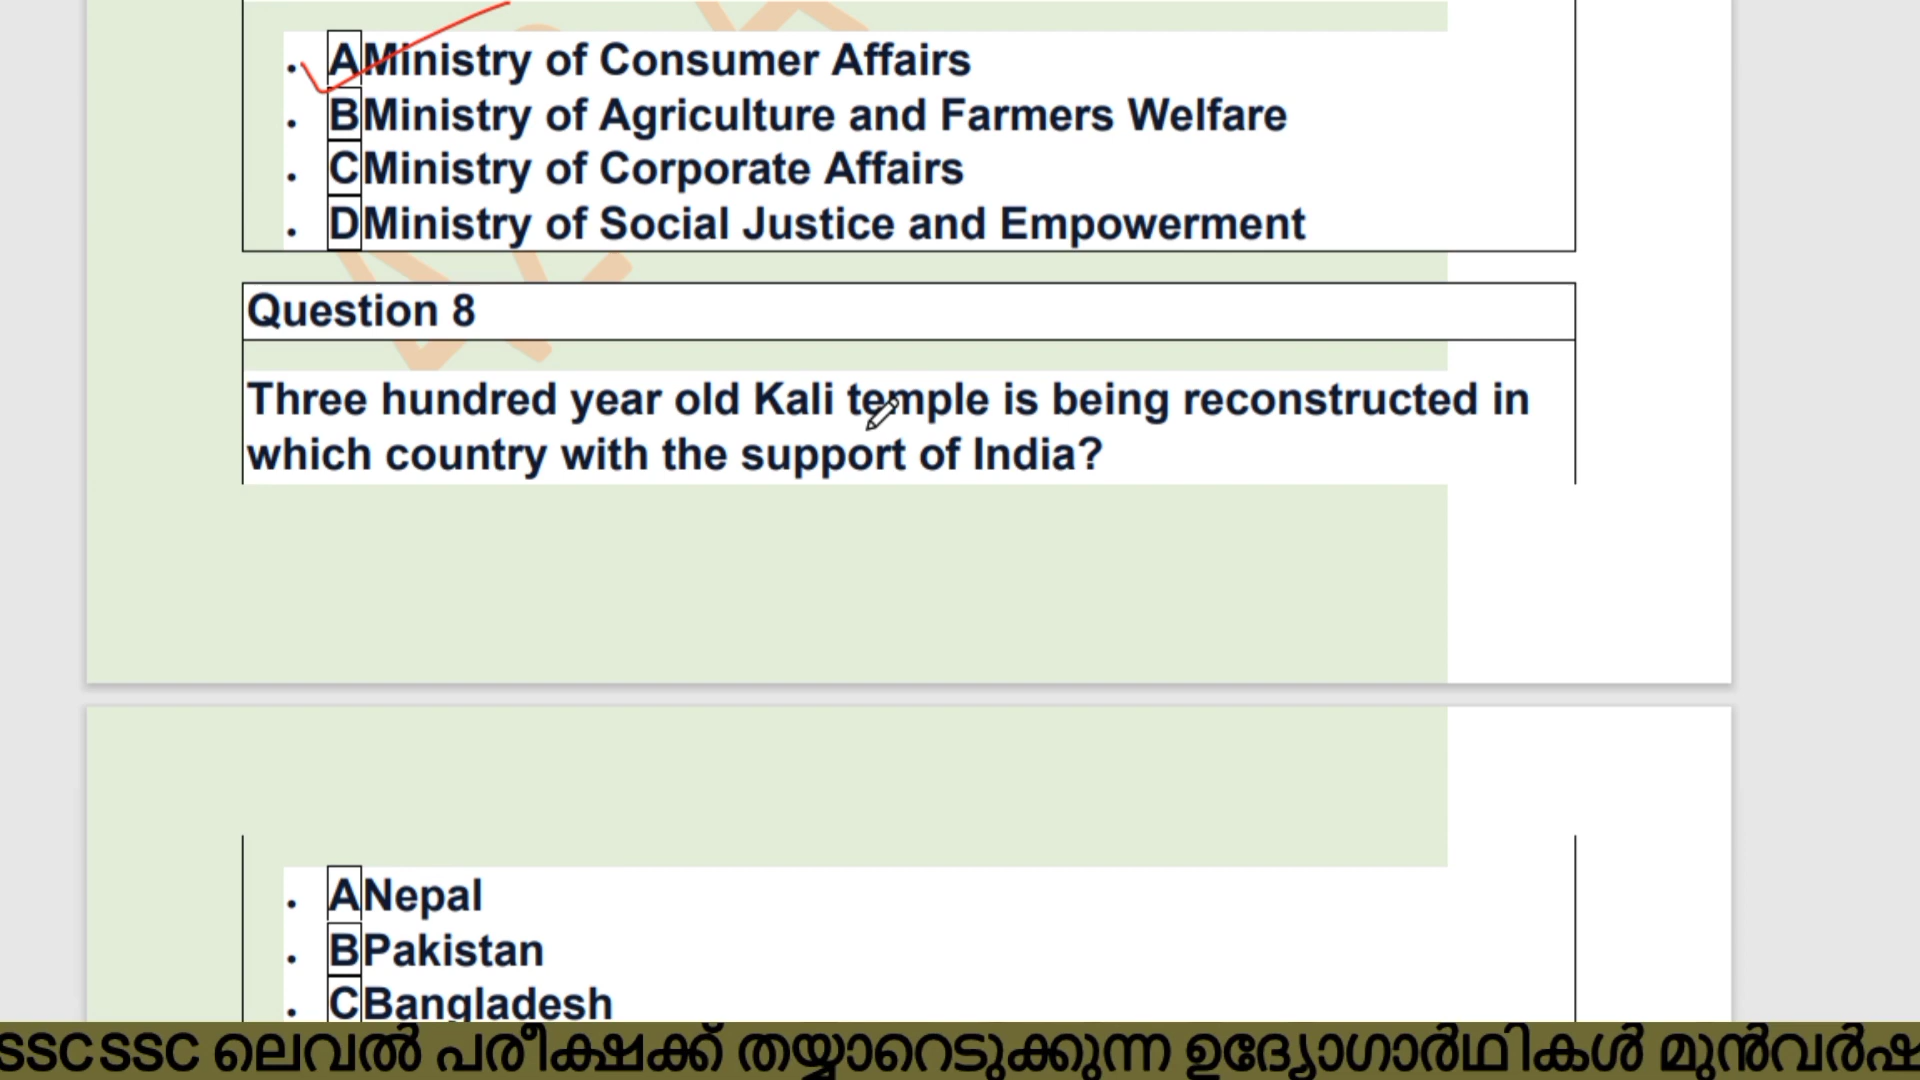 . AMinistry of Consumer Affairs
. BMinistry of Agriculture and Farmers Welfare
. CMinistry of Corporate Affairs
. DMinistry of Social Justice and Empowerment
Question 8
Three hundred year old Kali temple is being reconstructed in
which country with the support of India?
. ANepal
. BPakistan
. CBangladesh
SSC SSC ലെവൽ പരീക്ഷക്ക് തയ്യാറെടുക്കുന്ന ഉദ്യോഗാർഥികൾ മുൻവർഷ